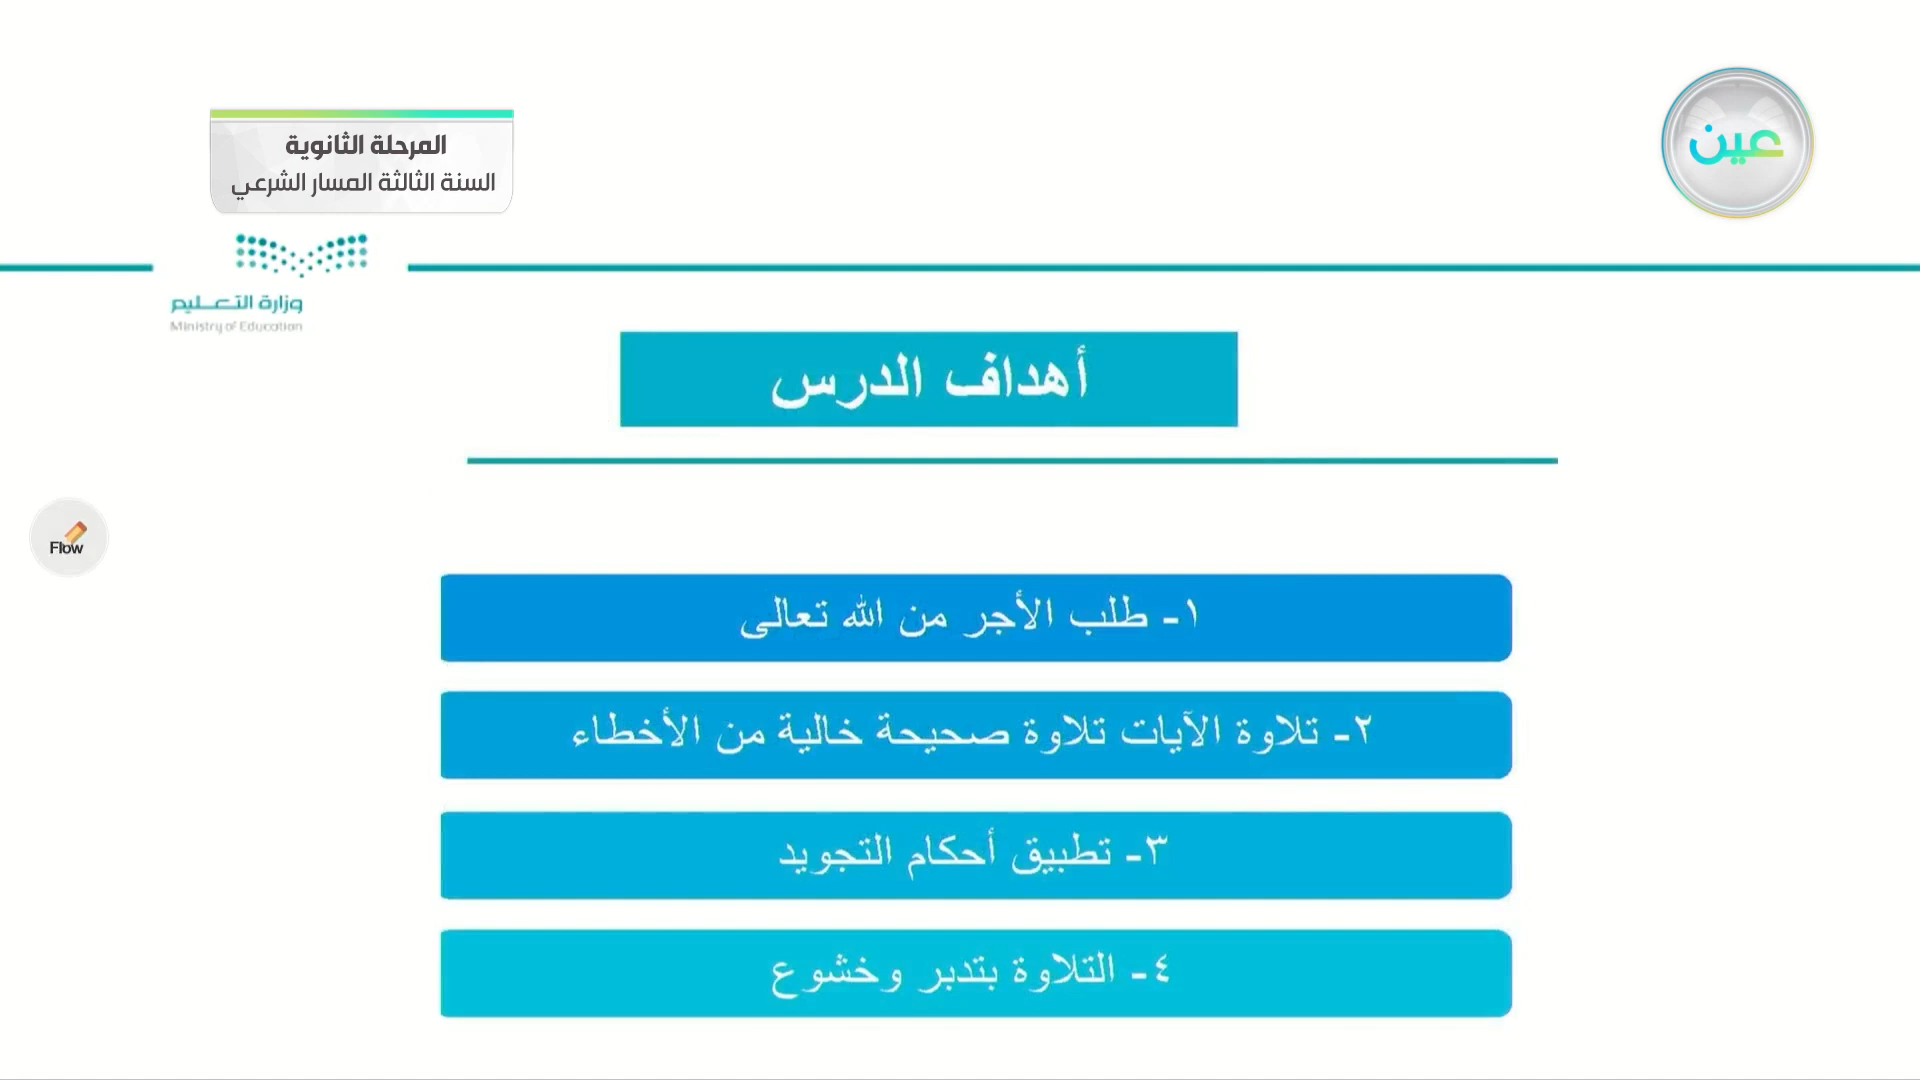 عين
المرحلة الثانوية
السنة الثالثة المسار الشرعي
وزارة التعليم
Ministry of Education
أهداف الدرس
Flow
١- طلب الأجر من الله تعالى
٢- تلاوة الآيات تلاوة صحيحة خالية من الأخطاء
٣- تطبيق أحكام التجويد
٤- التلاوة بتدبر وخشوع